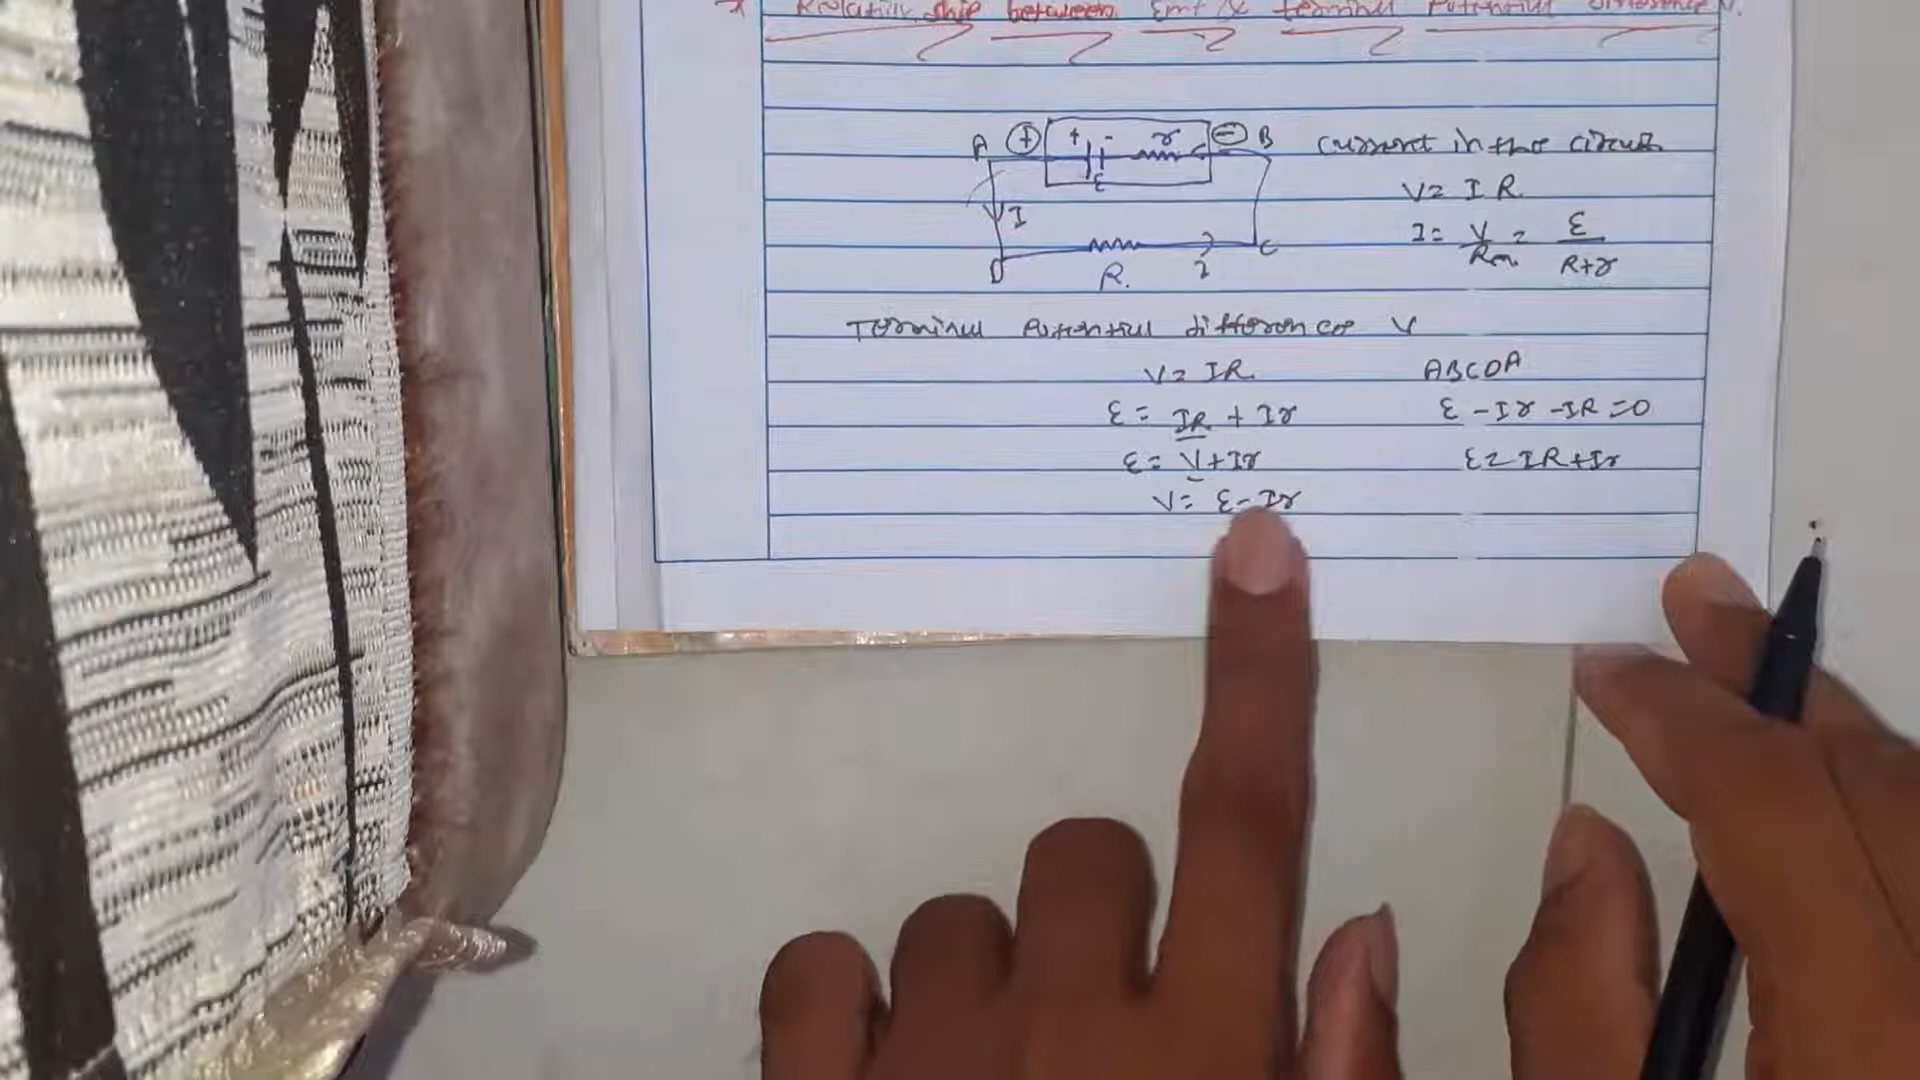 Relationship between Emf & terminal Potential difference V.
A + + - r - B
ε
I
D R. I C
current in the circuit
V = I R.
I = V/Rₘ = ε/R+r
Terminal Potential difference V
V = IR.
ε = IR + Ir
ε = V + Ir
V = ε - Ir
ABCDA
ε - Ir - IR = 0
ε = IR + Ir